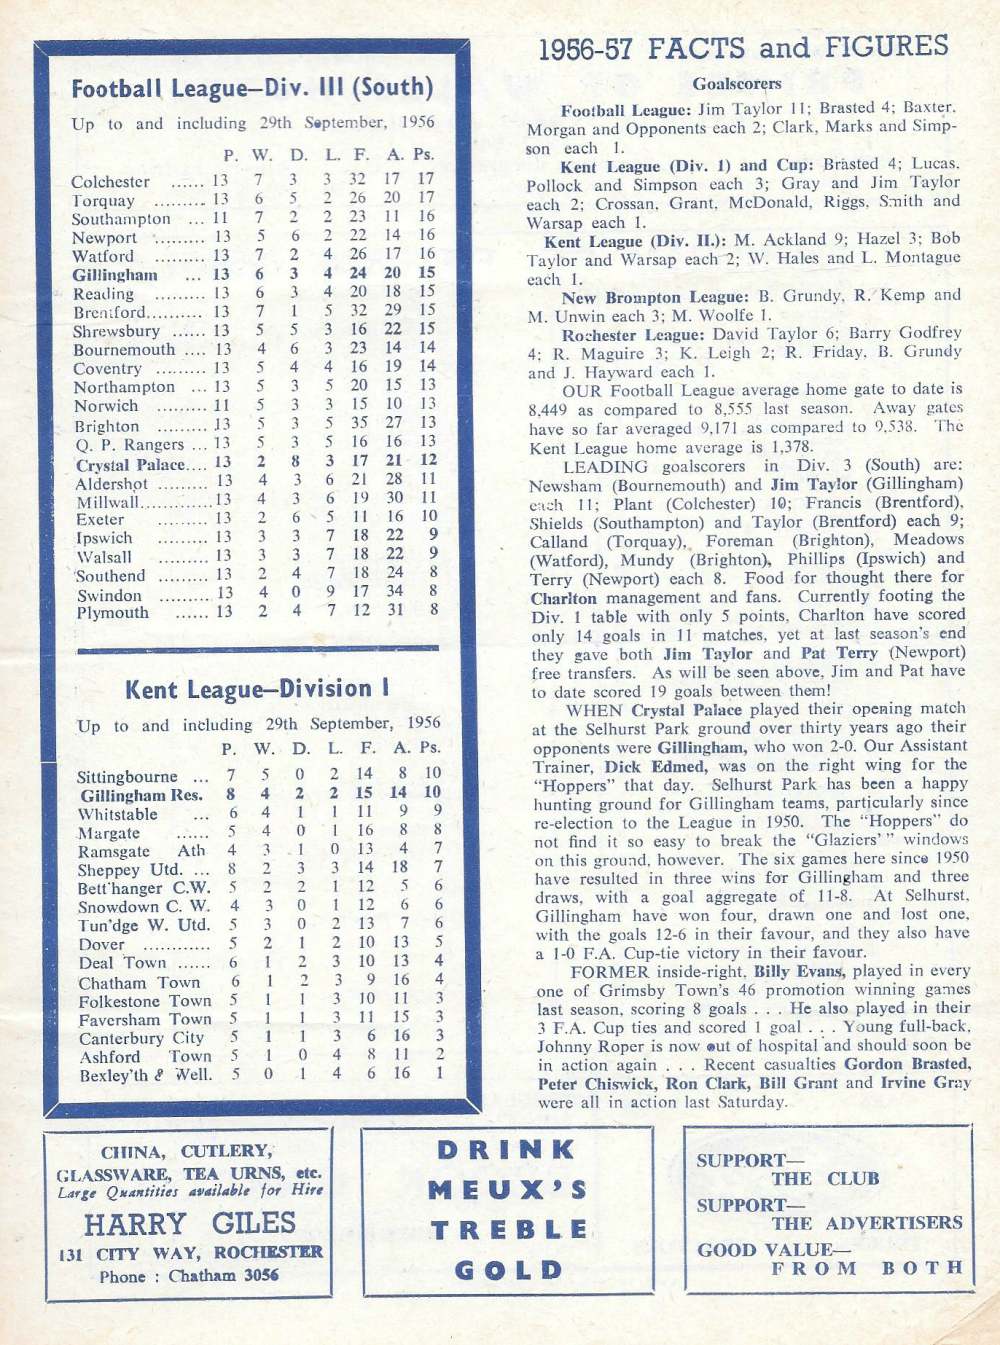 Football League—Div. III (South)
Up to and including 29th September, 1956
P. W. D. L. F. A. Ps.
Colchester ...... 13 7 3 3 32 17 17
Torquay ......... 13 6 5 2 26 20 17
Southampton ... 11 7 2 2 23 11 16
Newport ......... 13 5 6 2 22 14 16
Watford ......... 13 7 2 4 26 17 16
Gillingham ... 13 6 3 4 24 20 15
Reading ......... 13 6 3 4 20 18 15
Brentford.......... 13 7 1 5 32 29 15
Shrewsbury ...... 13 5 5 3 16 22 15
Bournemouth .... 13 4 6 3 23 14 14
Coventry ......... 13 5 4 4 16 19 14
Northampton ... 13 5 3 5 20 15 13
Norwich ......... 11 5 3 3 15 10 13
Brighton ......... 13 5 3 5 35 27 13
Q. P. Rangers ... 13 5 3 5 16 16 13
Crystal Palace.... 13 2 8 3 17 21 12
Aldershot ......... 13 4 3 6 21 28 11
Millwall............. 13 4 3 6 19 30 11
Exeter ......... 13 2 6 5 11 16 10
Ipswich ......... 13 3 3 7 18 22 9
Walsall ......... 13 3 3 7 18 22 9
Southend ......... 13 2 4 7 18 24 8
Swindon .......... 13 4 0 9 17 34 8
Plymouth ...... 13 2 4 7 12 31 8
Kent League—Division I
Up to and including 29th September, 1956
P. W. D. L. F. A. Ps.
Sittingbourne ... 7 5 0 2 14 8 10
Gillingham Res. 8 4 2 2 15 14 10
Whitstable ... 6 4 1 1 11 9 9
Margate ...... 5 4 0 1 16 8 8
Ramsgate Ath 4 3 1 0 13 4 7
Sheppey Utd. ... 8 2 3 3 14 18 7
Bett'hanger C.W. 5 2 2 1 12 5 6
Snowdown C. W. 4 3 0 1 12 6 6
Tun'dge W. Utd. 5 3 0 2 13 7 6
Dover ............ 5 2 1 2 10 13 5
Deal Town ...... 6 1 2 3 10 13 4
Chatham Town 6 1 2 3 9 16 4
Folkestone Town 5 1 1 3 10 11 3
Faversham Town 5 1 1 3 11 15 3
Canterbury City 5 1 1 3 6 16 3
Ashford Town 5 1 0 4 8 11 2
Bexley'th & Well. 5 0 1 4 6 16 1
1956-57 FACTS and FIGURES
Goalscorers
Football League: Jim Taylor 11; Brasted 4; Baxter.
Morgan and Opponents each 2; Clark, Marks and Simp-
son each 1.
Kent League (Div. 1) and Cup: Brasted 4; Lucas.
Pollock and Simpson each 3; Gray and Jim Taylor
each 2; Crossan, Grant, McDonald, Riggs, Smith and
Warsap each 1.
Kent League (Div. II.): M. Ackland 9; Hazel 3; Bob
Taylor and Warsap each 2; W. Hales and L. Montague
each 1.
New Brompton League: B. Grundy, R. Kemp and
M. Unwin each 3; M. Woolfe 1.
Rochester League: David Taylor 6; Barry Godfrey
4; R. Maguire 3; K. Leigh 2; R. Friday, B. Grundy
and J. Hayward each 1.
OUR Football League average home gate to date is
8,449 as compared to 8,555 last season. Away gates
have so far averaged 9,171 as compared to 9,538. The
Kent League home average is 1,378.
LEADING goalscorers in Div. 3 (South) are:
Newsham (Bournemouth) and Jim Taylor (Gillingham)
each 11; Plant (Colchester) 10; Francis (Brentford),
Shields (Southampton) and Taylor (Brentford) each 9;
Calland (Torquay), Foreman (Brighton), Meadows
(Watford), Mundy (Brighton), Phillips (Ipswich) and
Terry (Newport) each 8. Food for thought there for
Charlton management and fans. Currently footing the
Div. 1 table with only 5 points, Charlton have scored
only 14 goals in 11 matches, yet at last season's end
they gave both Jim Taylor and Pat Terry (Newport)
free transfers. As will be seen above, Jim and Pat have
to date scored 19 goals between them!
WHEN Crystal Palace played their opening match
at the Selhurst Park ground over thirty years ago their
opponents were Gillingham, who won 2-0. Our Assistant
Trainer, Dick Edmed, was on the right wing for the
"Hoppers" that day. Selhurst Park has been a happy
hunting ground for Gillingham teams, particularly since
re-election to the League in 1950. The "Hoppers" do
not find it so easy to break the "Glaziers'" windows
on this ground, however. The six games here since 1950
have resulted in three wins for Gillingham and three
draws, with a goal aggregate of 11-8. At Selhurst,
Gillingham have won four, drawn one and lost one,
with the goals 12-6 in their favour, and they also have
a 1-0 F.A. Cup-tie victory in their favour.
FORMER inside-right, Billy Evans, played in every
one of Grimsby Town's 46 promotion winning games
last season, scoring 8 goals . . . He also played in their
3 F.A. Cup ties and scored 1 goal . . . Young full-back,
Johnny Roper is now out of hospital and should soon be
in action again . . . Recent casualties Gordon Brasted,
Peter Chiswick, Ron Clark, Bill Grant and Irvine Gray
were all in action last Saturday.
CHINA, CUTLERY,
GLASSWARE, TEA URNS, etc.
Large Quantities available for Hire
HARRY GILES
131 CITY WAY, ROCHESTER
Phone : Chatham 3056
DRINK
MEUX'S
TREBLE
GOLD
SUPPORT—
THE CLUB
SUPPORT—
THE ADVERTISERS
GOOD VALUE—
FROM BOTH